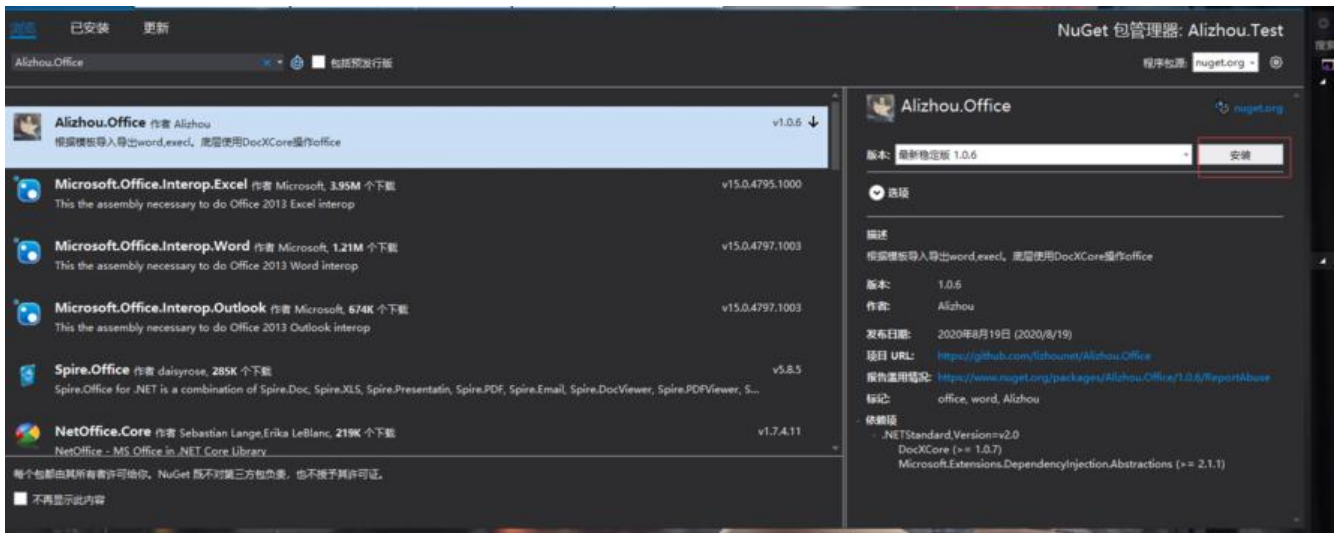 浏览 已安装 更新
NuGet 包管理器: Alizhou.Test
Alizhou.Office
包括预发行版
程序包源: nuget.org
Alizhou.Office 作者 Alizhou
v1.0.6
根据模板导入导出word,execl。底层使用DocXCore操作office
Microsoft.Office.Interop.Excel 作者 Microsoft, 3.95M 个下载
v15.0.4795.1000
This the assembly necessary to do Office 2013 Excel interop
Microsoft.Office.Interop.Word 作者 Microsoft, 1.21M 个下载
v15.0.4797.1003
This the assembly necessary to do Office 2013 Word interop
Microsoft.Office.Interop.Outlook 作者 Microsoft, 674K 个下载
v15.0.4797.1003
This the assembly necessary to do Office 2013 Outlook interop
Spire.Office 作者 daisyrose, 285K 个下载
v5.8.5
Spire.Office for .NET is a combination of Spire.Doc, Spire.XLS, Spire.Presentatin, Spire.PDF, Spire.Email, Spire.DocViewer, Spire.PDFViewer, S...
NetOffice.Core 作者 Sebastian Lange,Erika LeBlanc, 219K 个下载
v1.7.4.11
NetOffice - MS Office in .NET Core Library
每个包都由其所有者许可给你。NuGet 既不对第三方包负责，也不授予其许可证。
不再显示此内容
Alizhou.Office
nuget.org
版本: 最新稳定版 1.0.6
安装
选项
描述
根据模板导入导出word,execl。底层使用DocXCore操作office
版本: 1.0.6
作者: Alizhou
发布日期: 2020年8月19日 (2020/8/19)
项目 URL: https://github.com/lizhounet/Alizhou.Office
报告滥用情况: https://www.nuget.org/packages/Alizhou.Office/1.0.6/ReportAbuse
标记: office, word, Alizhou
依赖项
.NETStandard,Version=v2.0
DocXCore (>= 1.0.7)
Microsoft.Extensions.DependencyInjection.Abstractions (>= 2.1.1)